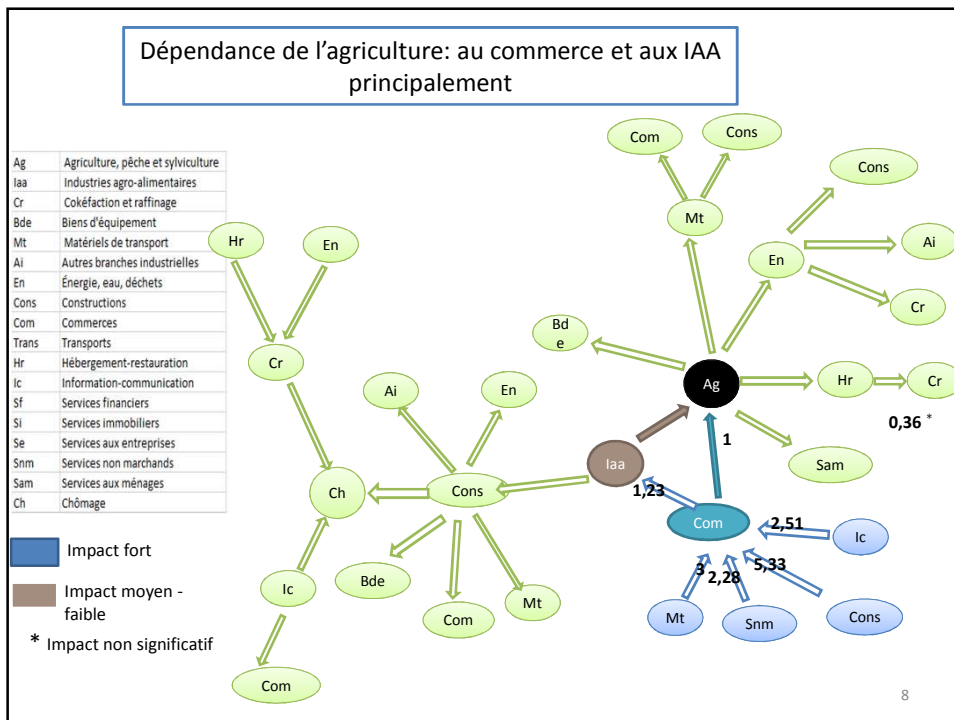 Dépendance de l'agriculture: au commerce et aux IAA
principalement
Ag Agriculture, pêche et sylviculture
Iaa Industries agro-alimentaires
Cr Cokéfaction et raffinage
Bde Biens d'équipement
Mt Matériels de transport
Ai Autres branches industrielles
En Énergie, eau, déchets
Cons Constructions
Com Commerces
Trans Transports
Hr Hébergement-restauration
Ic Information-communication
Sf Services financiers
Si Services immobiliers
Se Services aux entreprises
Snm Services non marchands
Sam Services aux ménages
Ch Chômage
Impact fort
Impact moyen -
faible
* Impact non significatif
Hr
En
Cr
Ai
En
Ch
Cons
Ic
Bde
Com
Mt
Com
Com
Cons
Mt
Cons
En
Ai
Cr
Bd
e
Ag
Hr
Cr
0,36 *
1
Sam
Iaa
1,23
Com
2,51
Ic
3
2,28
5,33
Mt
Snm
Cons
8